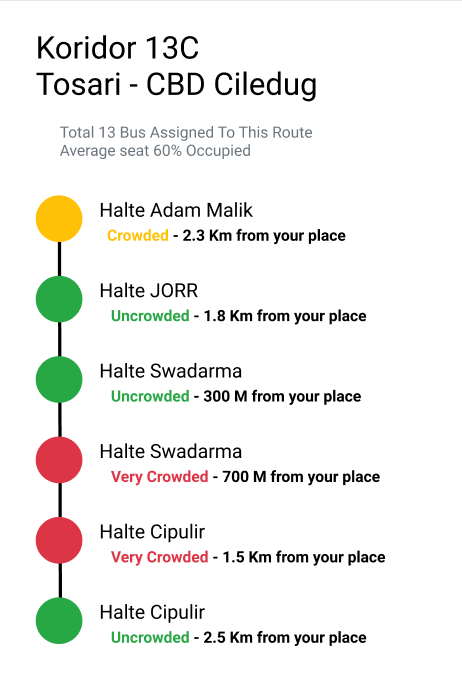 Koridor 13C
Tosari - CBD Ciledug
Total 13 Bus Assigned To This Route
Average seat 60% Occupied
Halte Adam Malik
Crowded - 2.3 Km from your place
Halte JORR
Uncrowded - 1.8 Km from your place
Halte Swadarma
Uncrowded - 300 M from your place
Halte Swadarma
Very Crowded - 700 M from your place
Halte Cipulir
Very Crowded - 1.5 Km from your place
Halte Cipulir
Uncrowded - 2.5 Km from your place